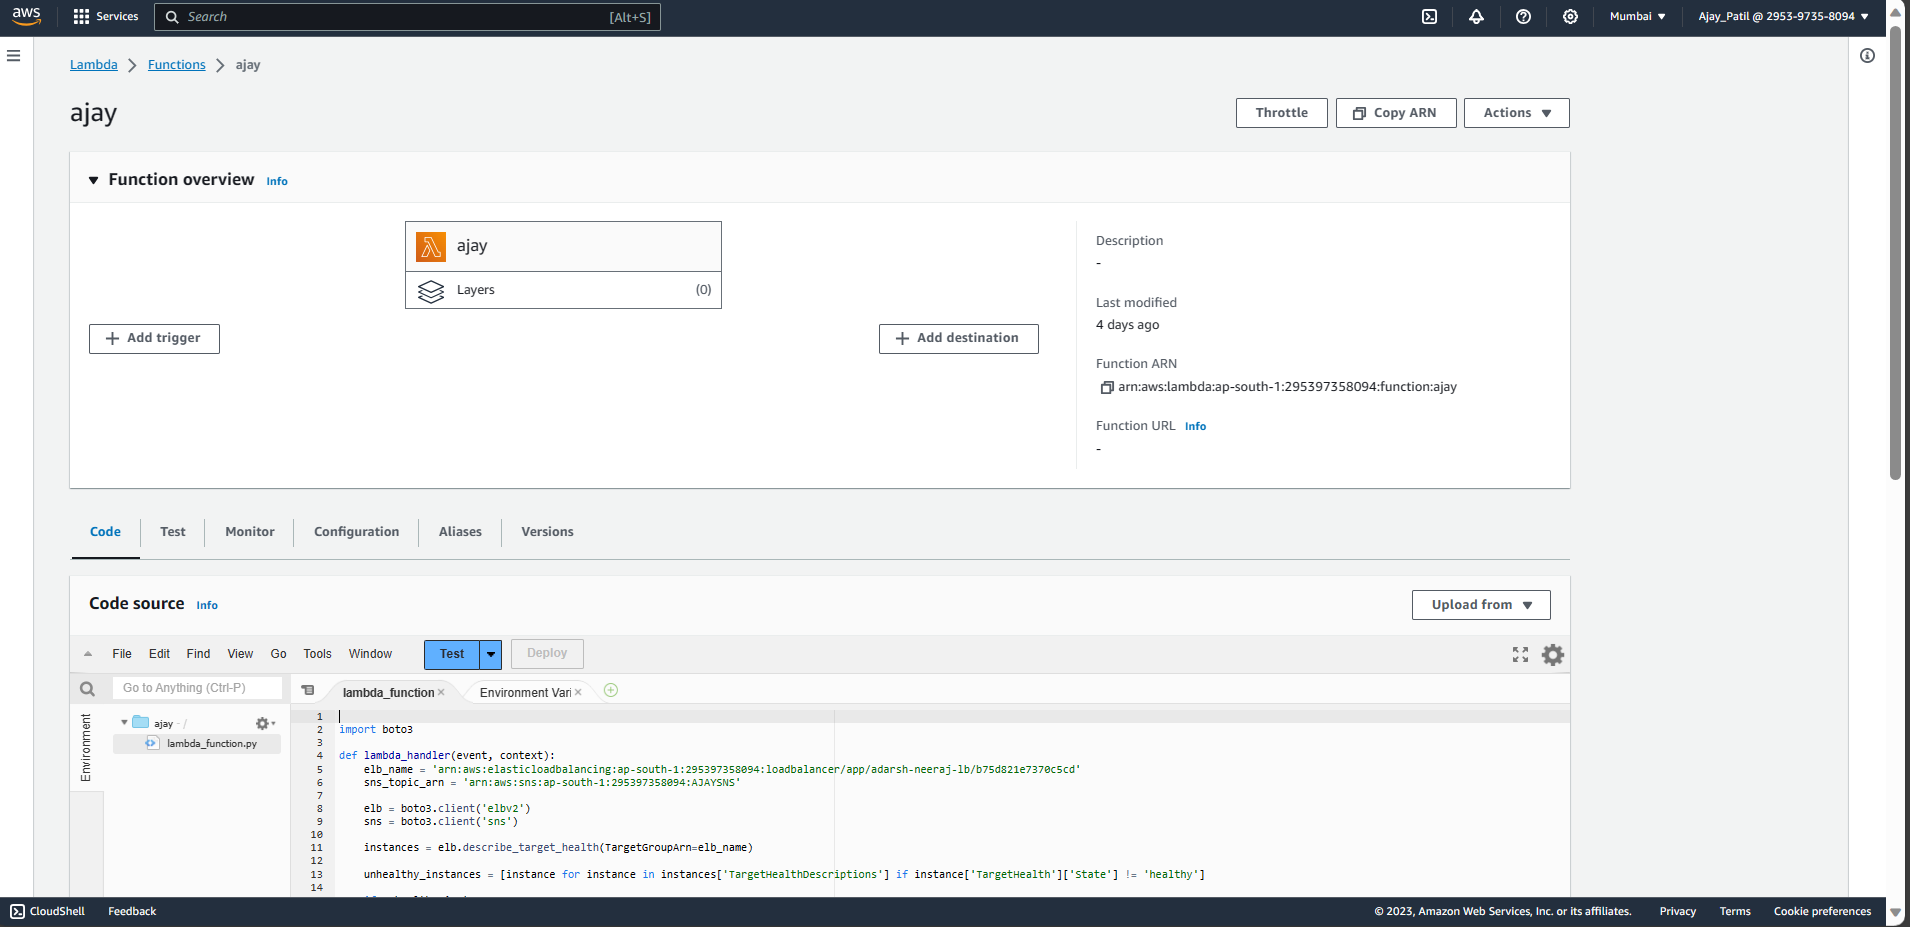 aws
Services
Search
[Alt+S]
Mumbai
Ajay_Patil @ 2953-9735-8094
Lambda
Functions
ajay
ajay
Throttle
Copy ARN
Actions
Function overview
Info
ajay
Layers
(0)
Add trigger
Add destination
Description
-
Last modified
4 days ago
Function ARN
arn:aws:lambda:ap-south-1:295397358094:function:ajay
Function URL
Info
-
Code
Test
Monitor
Configuration
Aliases
Versions
Code source
Info
Upload from
File
Edit
Find
View
Go
Tools
Window
Test
Deploy
Go to Anything (Ctrl-P)
lambda_function
Environment Vari
Environment
ajay - /
lambda_function.py
1
2 import boto3
3
4 def lambda_handler(event, context):
5 elb_name = 'arn:aws:elasticloadbalancing:ap-south-1:295397358094:loadbalancer/app/adarsh-neeraj-lb/b75d821e7370c5cd'
6 sns_topic_arn = 'arn:aws:sns:ap-south-1:295397358094:AJAYSNS'
7
8 elb = boto3.client('elbv2')
9 sns = boto3.client('sns')
10
11 instances = elb.describe_target_health(TargetGroupArn=elb_name)
12
13 unhealthy_instances = [instance for instance in instances['TargetHealthDescriptions'] if instance['TargetHealth']['State'] != 'healthy']
14
CloudShell
Feedback
© 2023, Amazon Web Services, Inc. or its affiliates.
Privacy
Terms
Cookie preferences